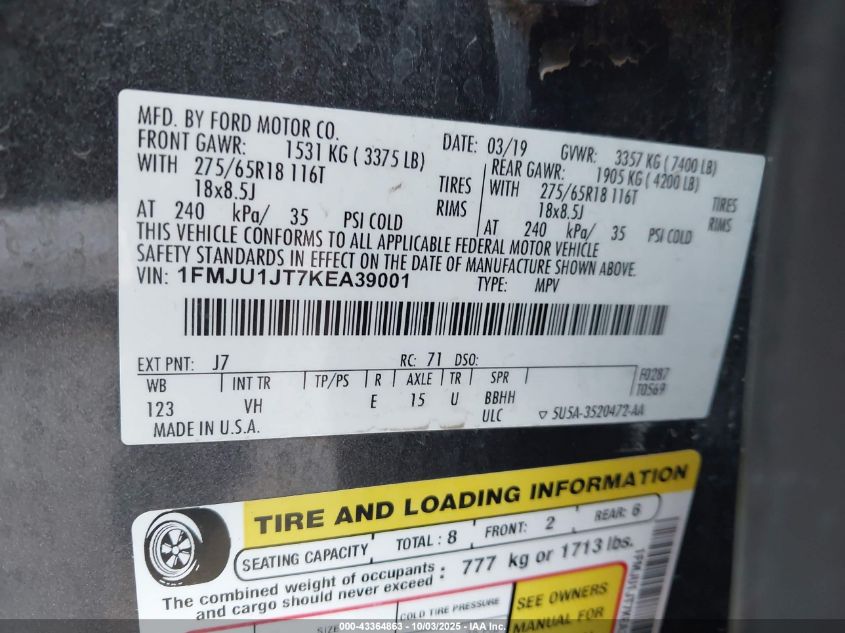 MFD. BY FORD MOTOR CO. DATE: 03/19 GVWR: 3357 KG ( 7400 LB)
FRONT GAWR: 1531 KG ( 3375 LB) REAR GAWR: 1905 KG ( 4200 LB)
WITH 275/65R18 116T TIRES WITH 275/65R18 116T TIRES
18x8.5J RIMS 18x8.5J RIMS
AT 240 kPa/ 35 PSI COLD AT 240 kPa/ 35 PSI COLD
THIS VEHICLE CONFORMS TO ALL APPLICABLE FEDERAL MOTOR VEHICLE
SAFETY STANDARDS IN EFFECT ON THE DATE OF MANUFACTURE SHOWN ABOVE.
VIN: 1FMJU1JT7KEA39001 TYPE: MPV
EXT PNT: J7 RC: 71 DSO:
WB INT TR TP/PS R AXLE TR SPR F0287
T0569
123 VH E 15 U BBHH
ULC ▽ 5U5A-3520472-AA
MADE IN U.S.A.
TIRE AND LOADING INFORMATION
SEATING CAPACITY TOTAL : 8 FRONT: 2 REAR: 6
The combined weight of occupants : 777 kg or 1713 lbs.
and cargo should never exceed
SIZE COLD TIRE PRESSURE
SEE OWNERS
MANUAL FOR
000-43364863 - 10/03/2025 - IAA Inc.